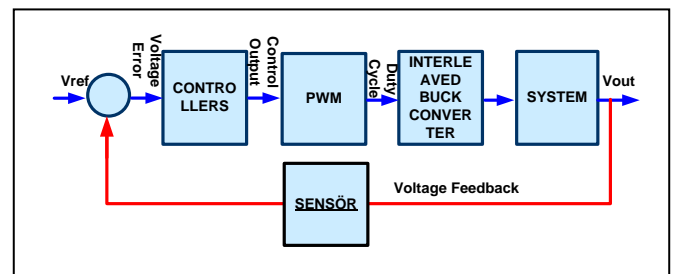 Vref
Voltage
Error
CONTRO
LLERS
Control
Output
PWM
Duty
Cycle
INTERLE
AVED
BUCK
CONVER
TER
SYSTEM
Vout
SENSÖR
Voltage Feedback